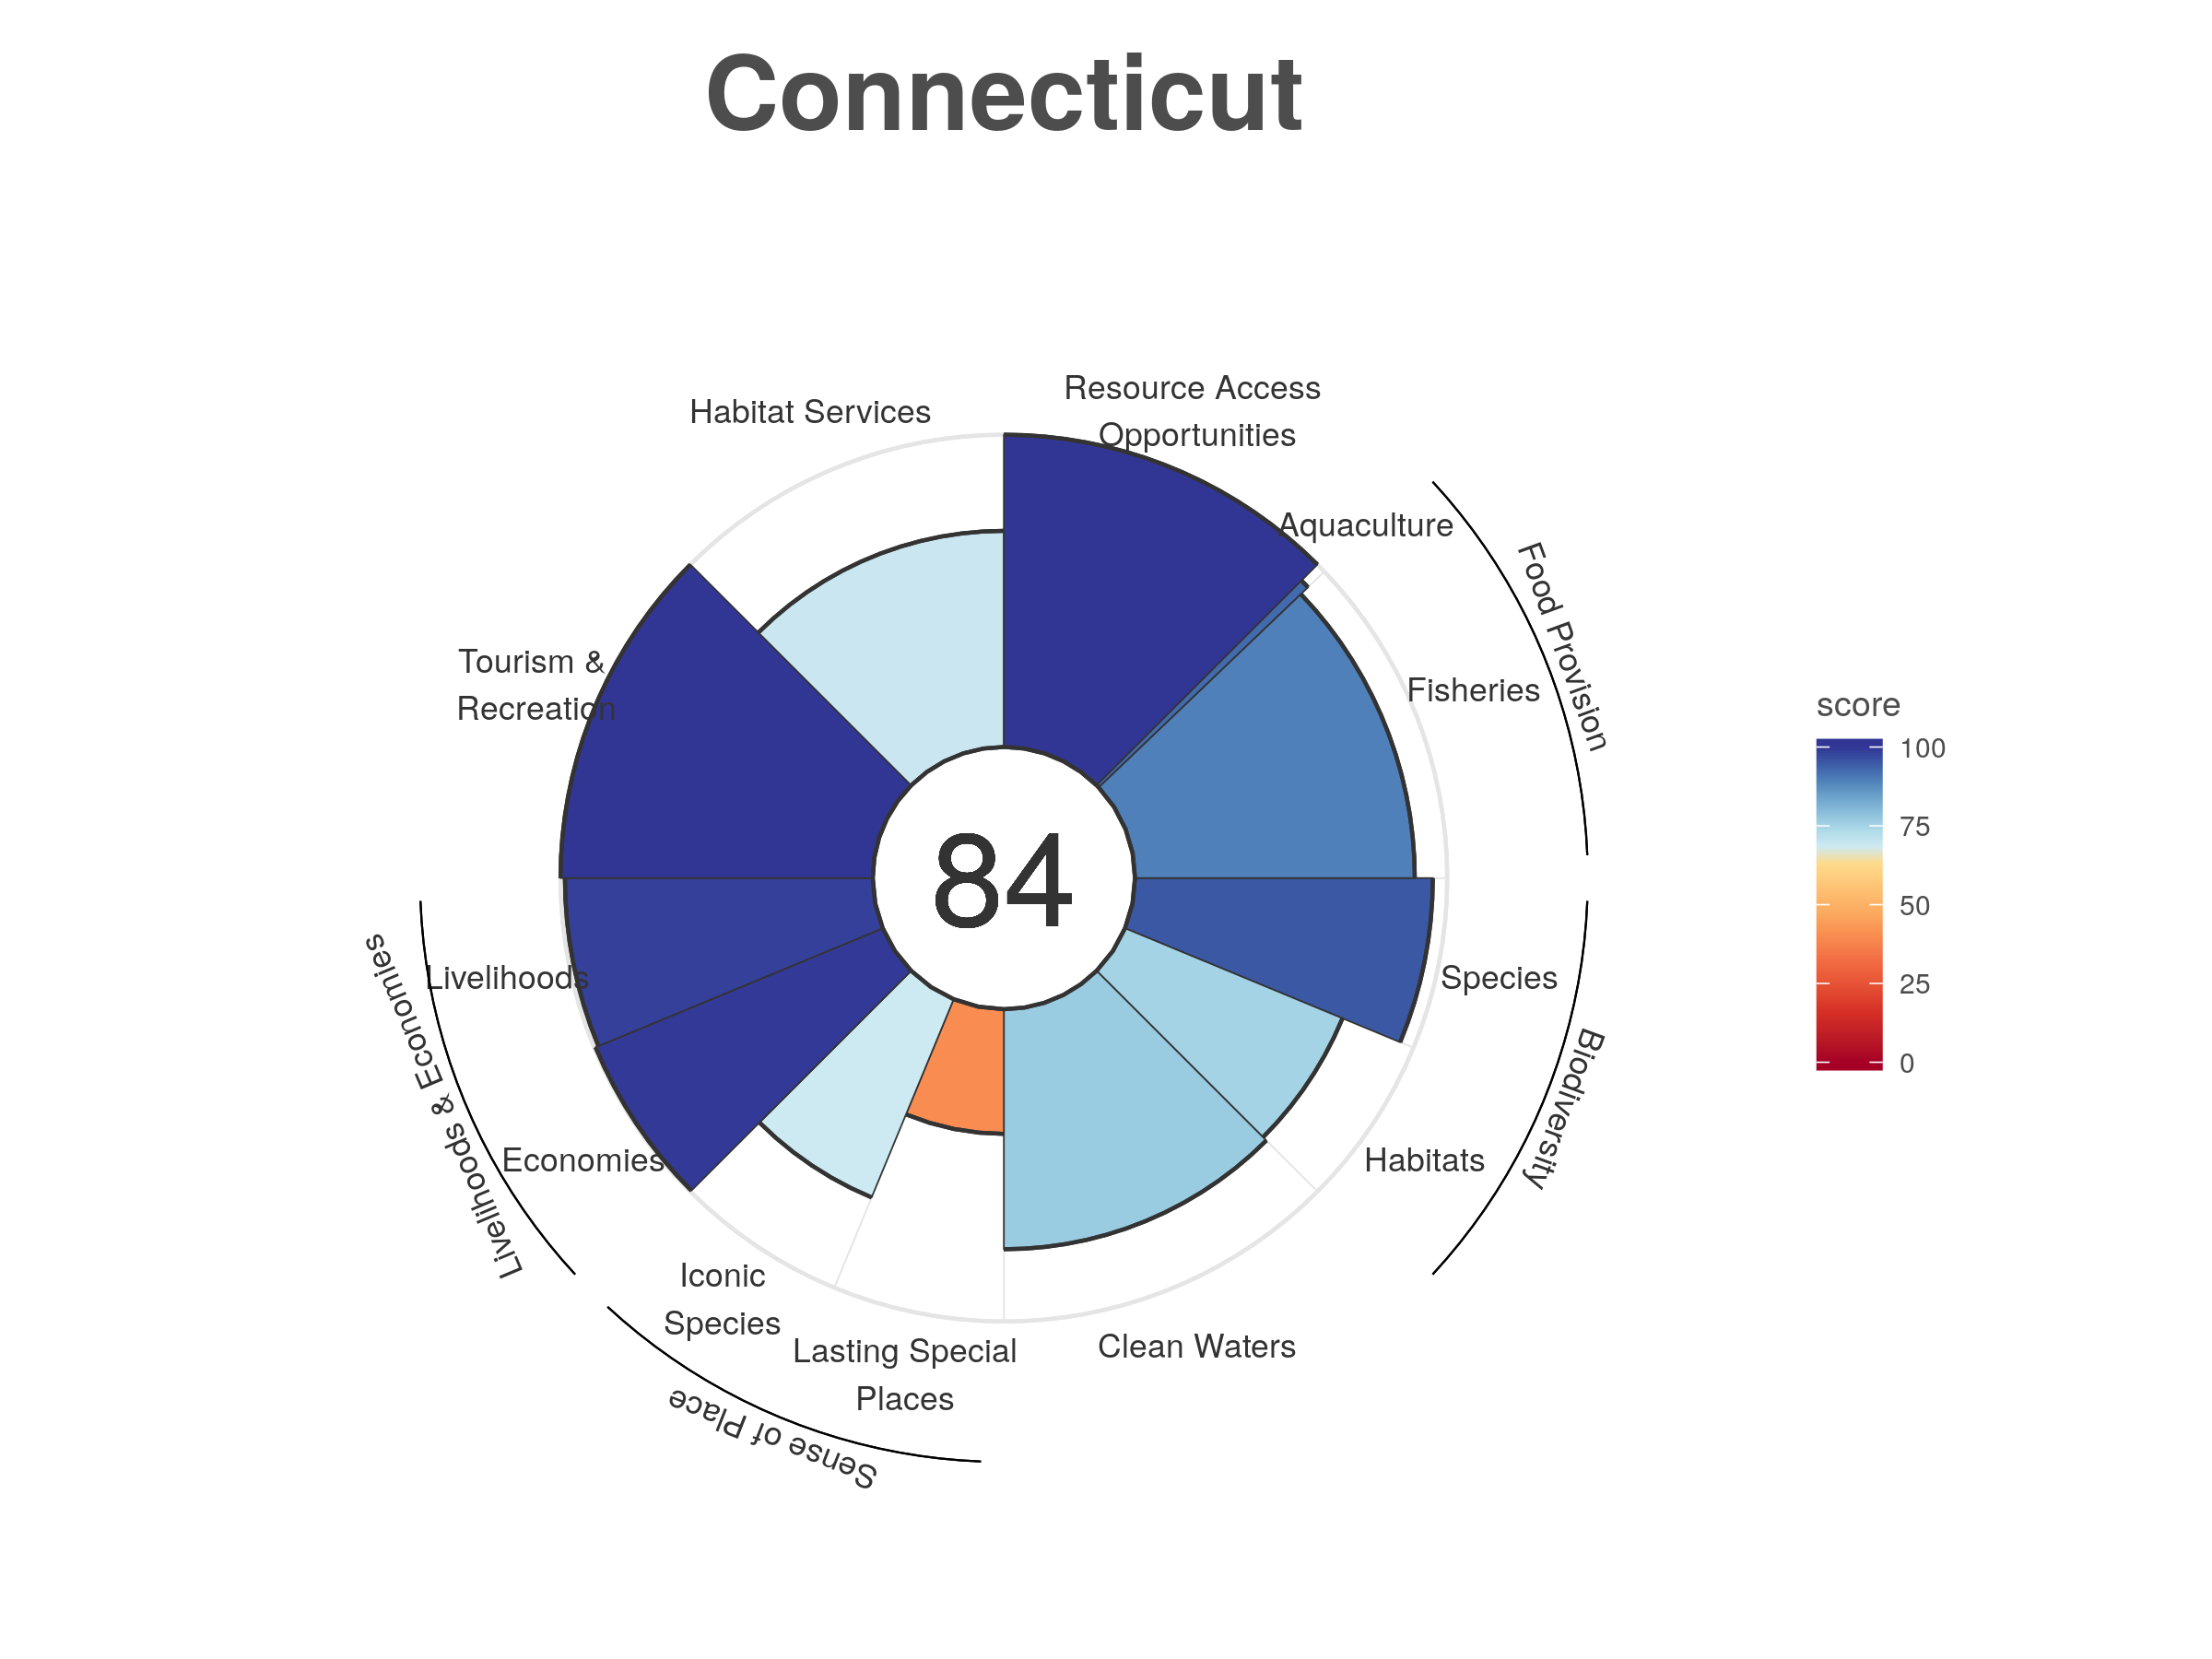 Connecticut
Resource Access
Opportunities
Habitat Services
Aquaculture
Food Provision
Tourism &
Recreation
Fisheries
score
100
75
50
25
0
84
Livelihoods
Species
Livelihoods & Economies
Biodiversity
Economies
Habitats
Iconic
Species
Lasting Special
Places
Clean Waters
Sense of Place